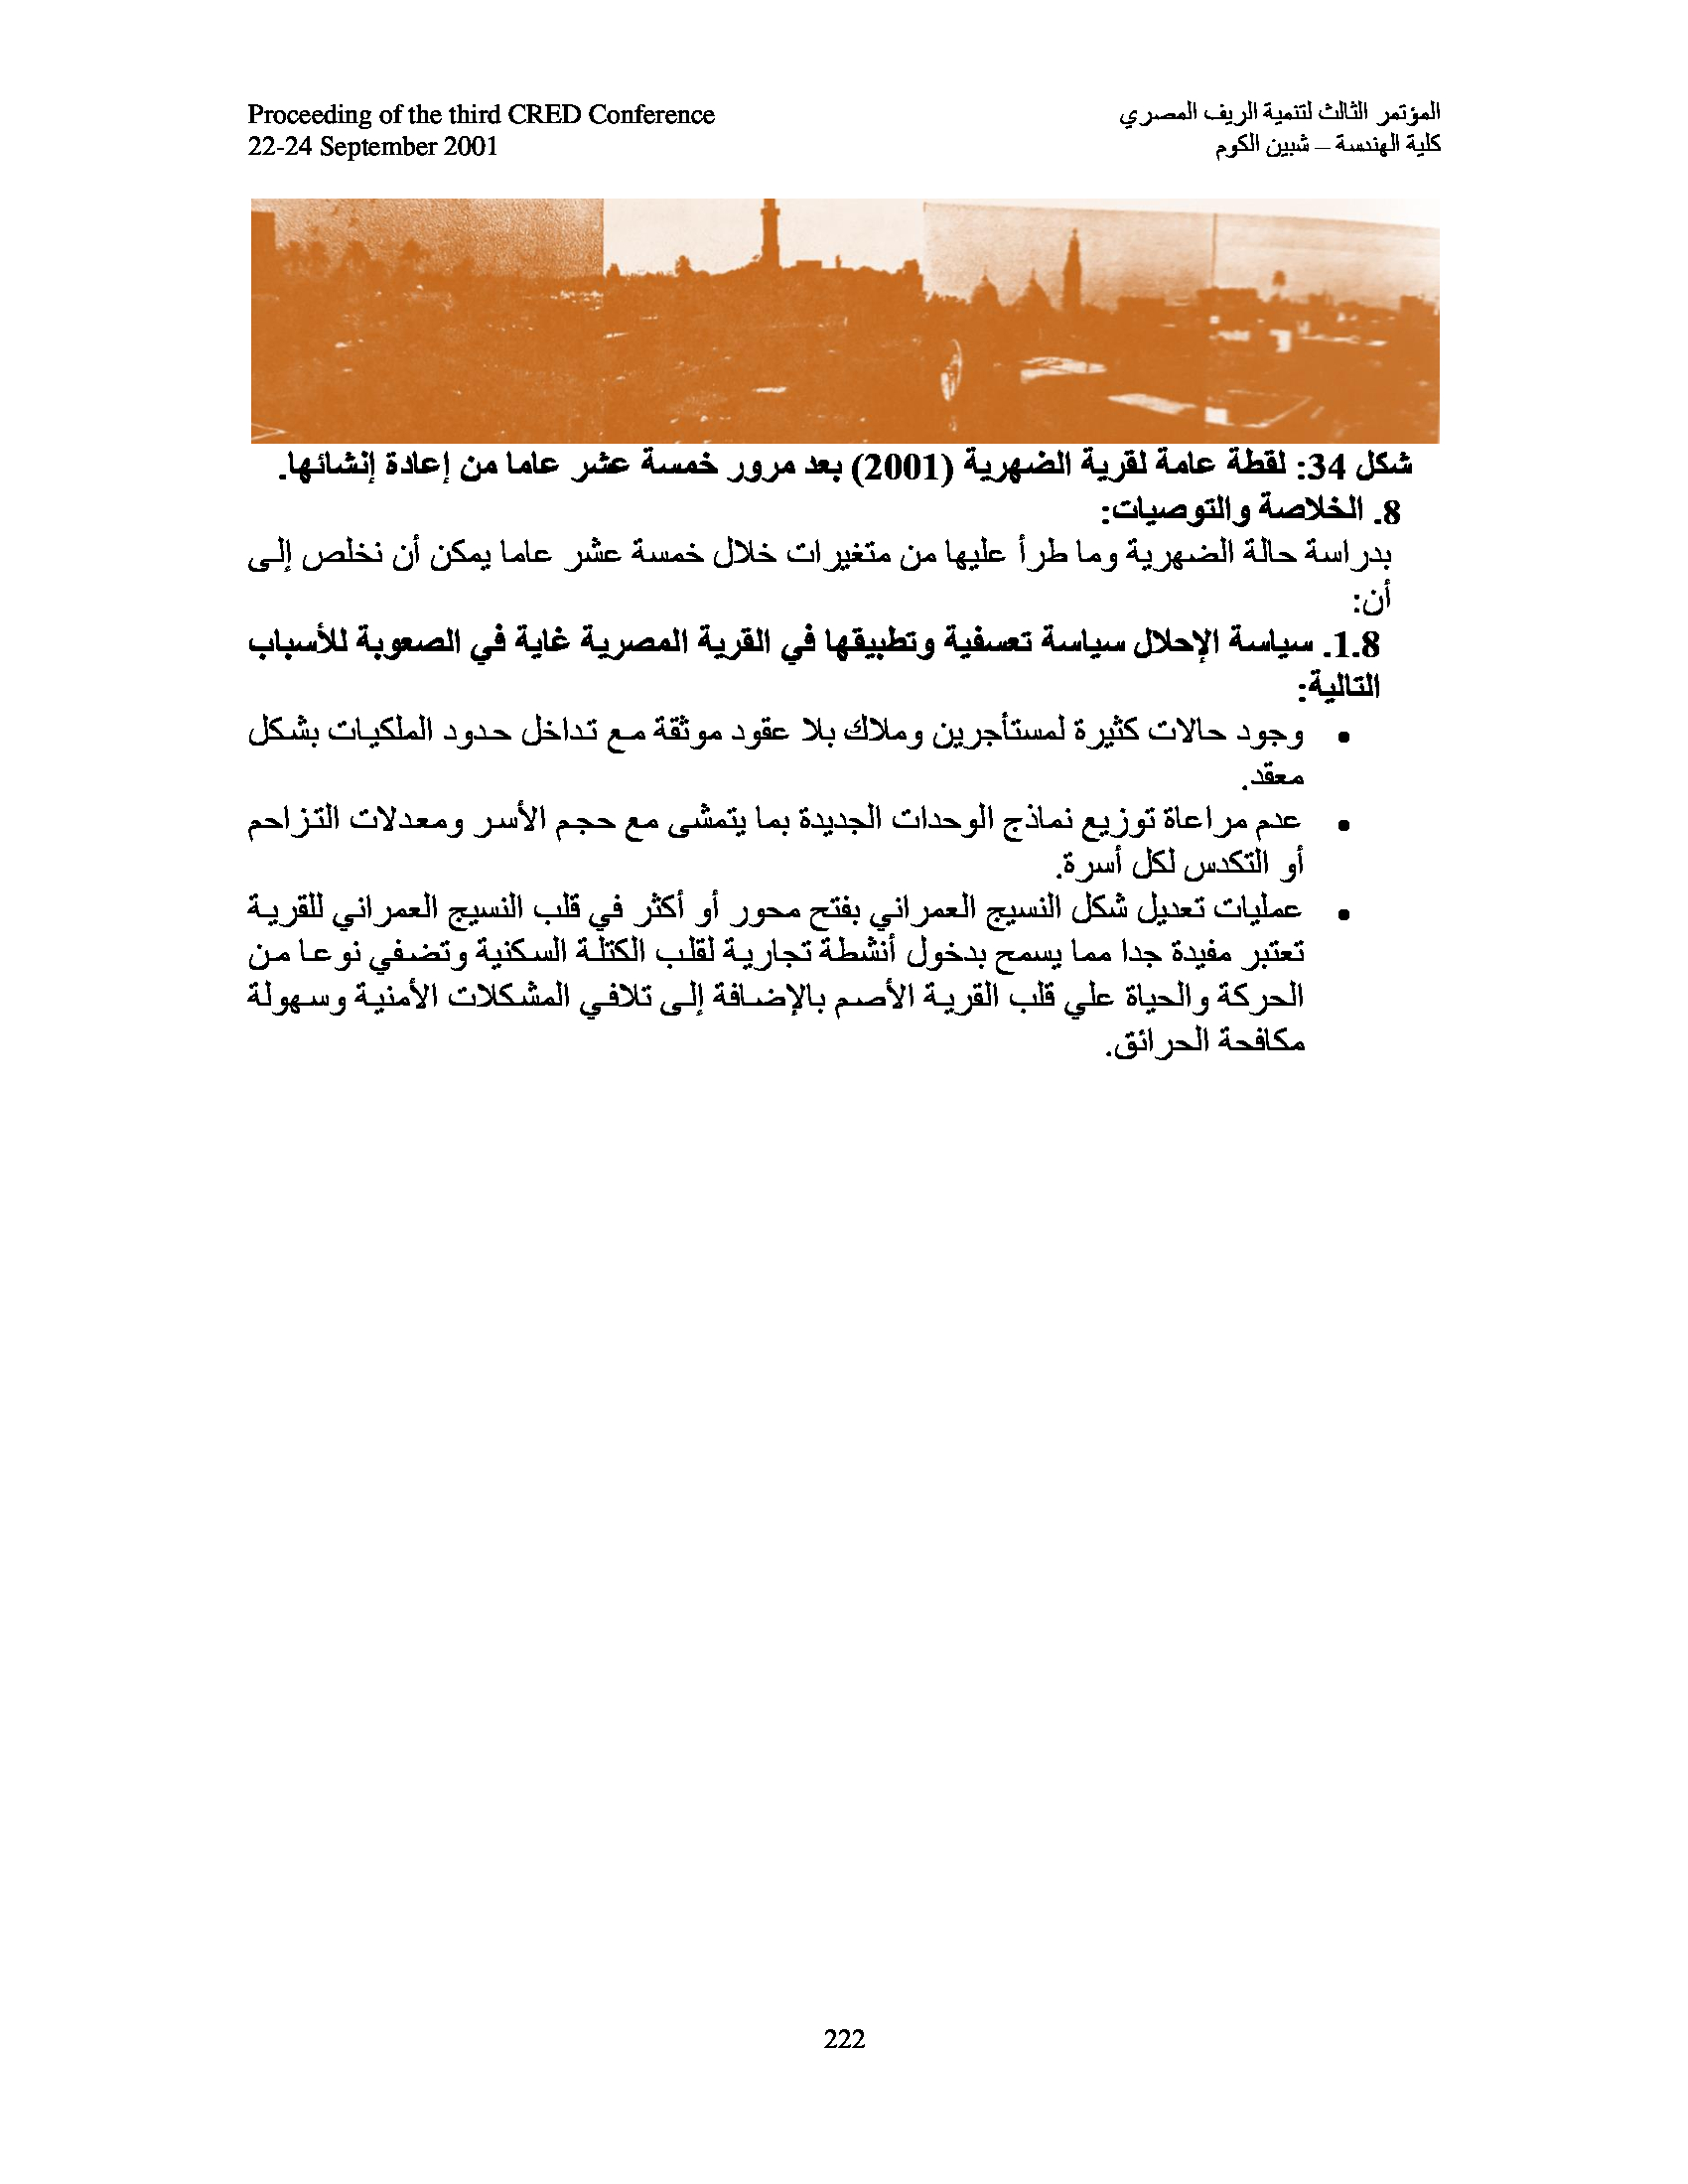 Proceeding of the third CRED Conference
المؤتمر الثالث لتنمية الريف المصري
22-24 September 2001
كلية الهندسة – شبين الكوم
شكل 34: لقطة عامة لقرية الضهرية (2001) بعد مرور خمسة عشر عاما من إعادة إنشائها.
8. الخلاصة والتوصيات:
بدراسة حالة الضهرية وما طرأ عليها من متغيرات خلال خمسة عشر عاما يمكن أن نخلص إلى
أن:
1.8. سياسة الإحلال سياسة تعسفية وتطبيقها في القرية المصرية غاية في الصعوبة للأسباب
التالية:
• وجود حالات كثيرة لمستأجرين وملاك بلا عقود موثقة مع تداخل حدود الملكيات بشكل
معقد.
• عدم مراعاة توزيع نماذج الوحدات الجديدة بما يتمشى مع حجم الأسر ومعدلات التزاحم
أو التكدس لكل أسرة.
• عمليات تعديل شكل النسيج العمراني بفتح محور أو أكثر في قلب النسيج العمراني للقرية
تعتبر مفيدة جدا مما يسمح بدخول أنشطة تجارية لقلب الكتلة السكنية وتضفي نوعا من
الحركة والحياة علي قلب القرية الأصم بالإضافة إلى تلافي المشكلات الأمنية وسهولة
مكافحة الحرائق.
222